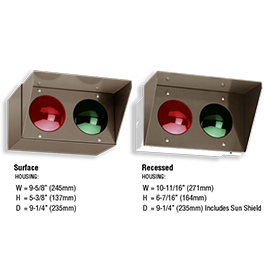 Surface
HOUSING:
W = 9-5/8" (245mm)
H = 5-3/8" (137mm)
D = 9-1/4" (235mm)
Recessed
HOUSING:
W = 10-11/16" (271mm)
H = 6-7/16" (164mm)
D = 9-1/4" (235mm) Includes Sun Shield